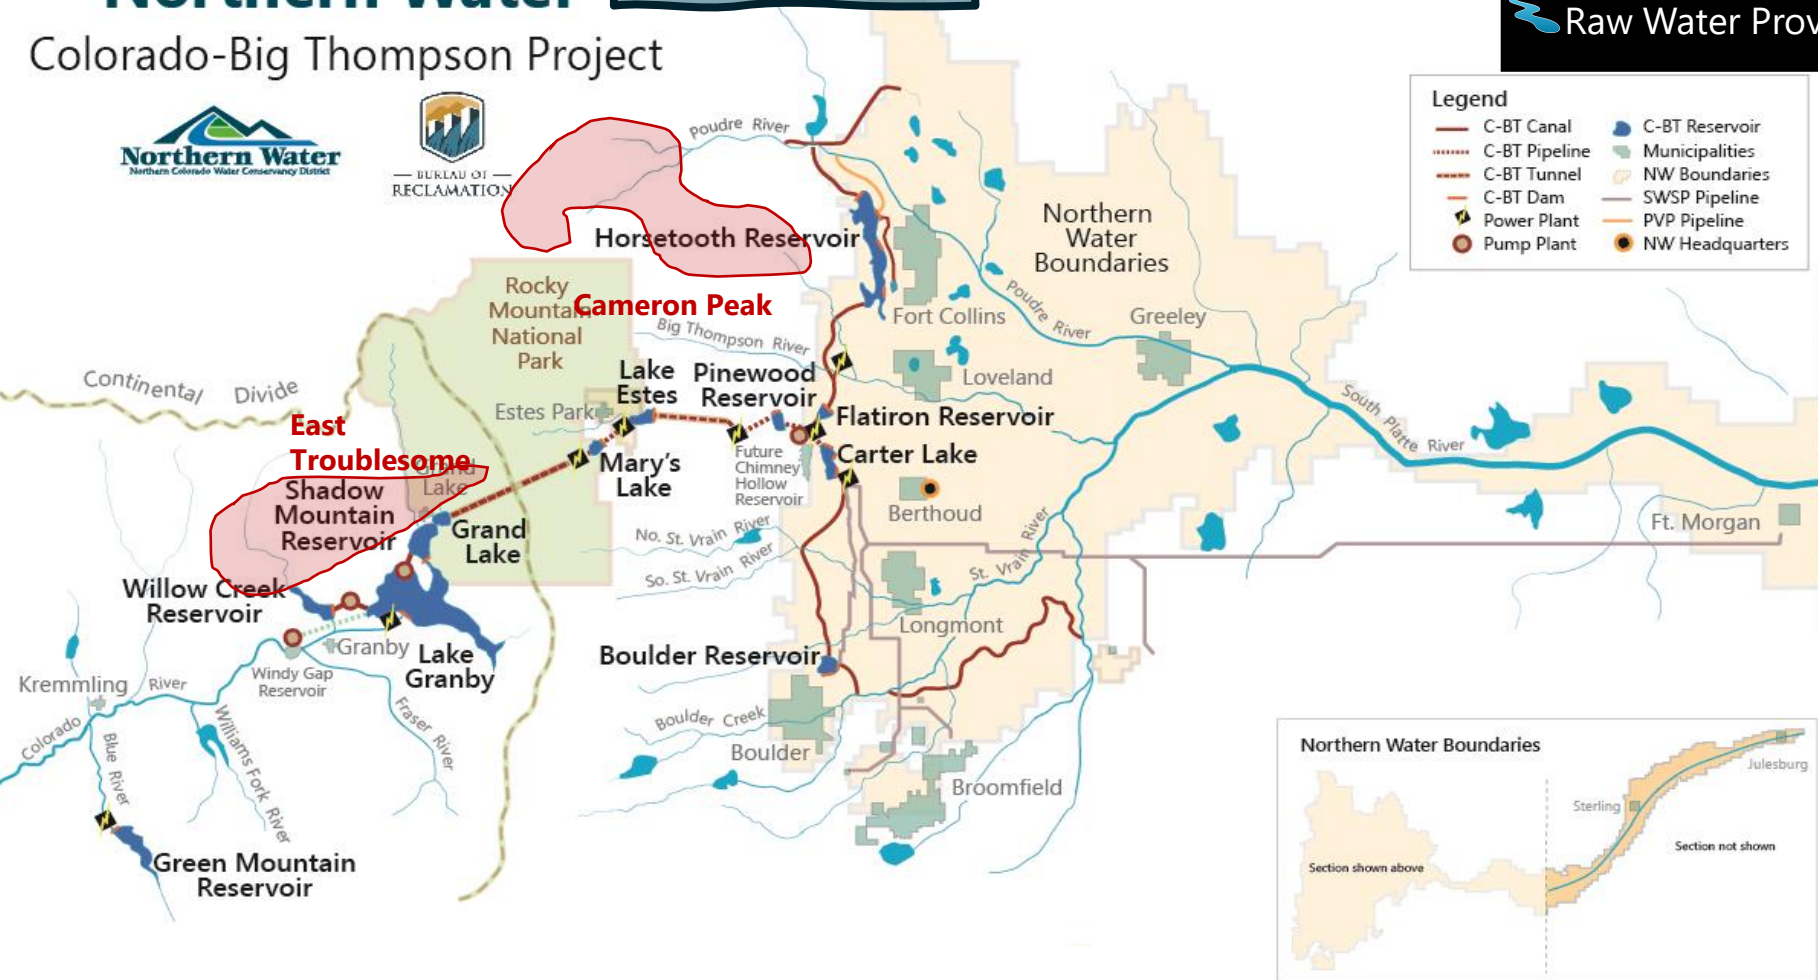 Northern Water
Colorado-Big Thompson Project
Raw Water Prov
Northern Water
Northern Colorado Water Conservancy District
BUREAU OF
RECLAMATION
Legend
C-BT Canal
C-BT Pipeline
C-BT Tunnel
C-BT Dam
Power Plant
Pump Plant
C-BT Reservoir
Municipalities
NW Boundaries
SWSP Pipeline
PVP Pipeline
NW Headquarters
Poudre River
Horsetooth Reservoir
Northern
Water
Boundaries
Rocky
Mountain
National
Park
Cameron Peak
Big Thompson River
Fort Collins
Poudre River
Greeley
Continental Divide
Lake
Estes
Pinewood
Reservoir
Loveland
Estes Park
Flatiron Reservoir
South Platte River
East
Troublesome
Grand
Lake
Mary's
Lake
Future
Chimney
Hollow
Reservoir
Carter Lake
Shadow
Mountain
Reservoir
Grand
Lake
Berthoud
Ft. Morgan
No. St. Vrain River
So. St. Vrain River
St. Vrain River
Willow Creek
Reservoir
Longmont
Granby
Lake
Granby
Boulder Reservoir
Windy Gap
Reservoir
Kremmling
Colorado River
Blue River
Williams Fork River
Fraser River
Boulder Creek
Boulder
Broomfield
Green Mountain
Reservoir
Northern Water Boundaries
Julesburg
Sterling
Section not shown
Section shown above